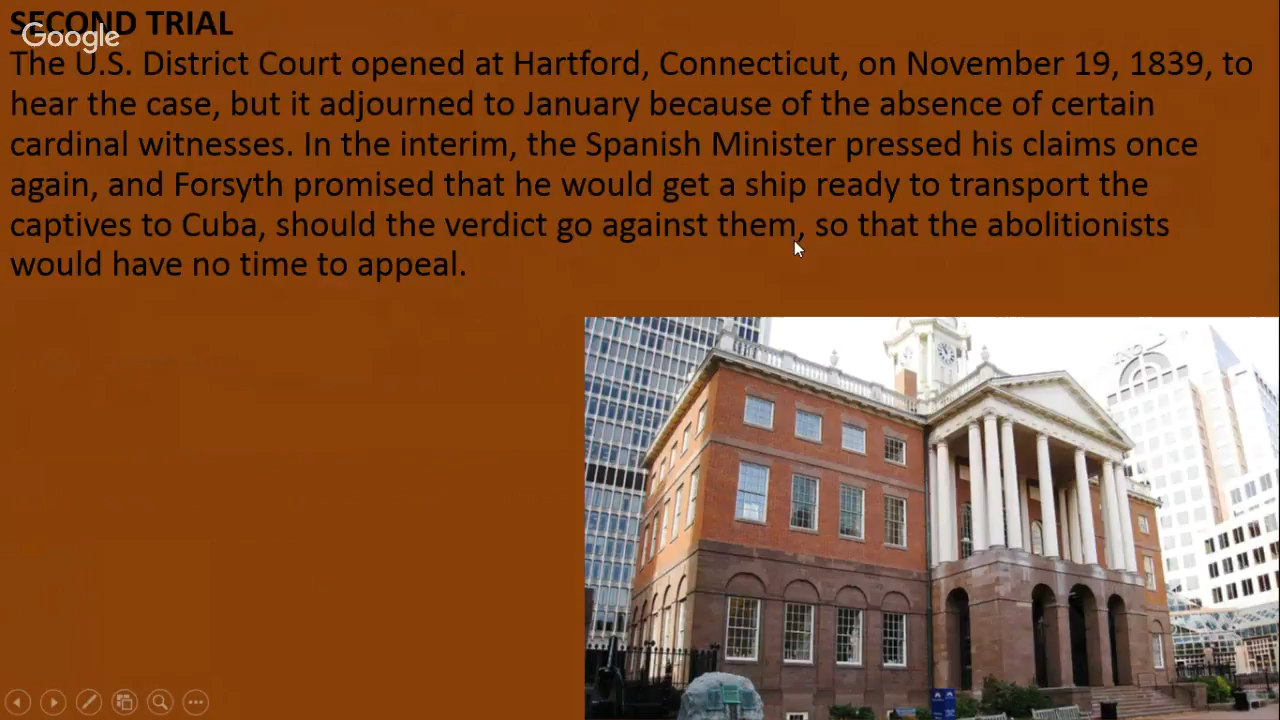 SECOND TRIAL
Google
The U.S. District Court opened at Hartford, Connecticut, on November 19, 1839, to
hear the case, but it adjourned to January because of the absence of certain
cardinal witnesses. In the interim, the Spanish Minister pressed his claims once
again, and Forsyth promised that he would get a ship ready to transport the
captives to Cuba, should the verdict go against them, so that the abolitionists
would have no time to appeal.